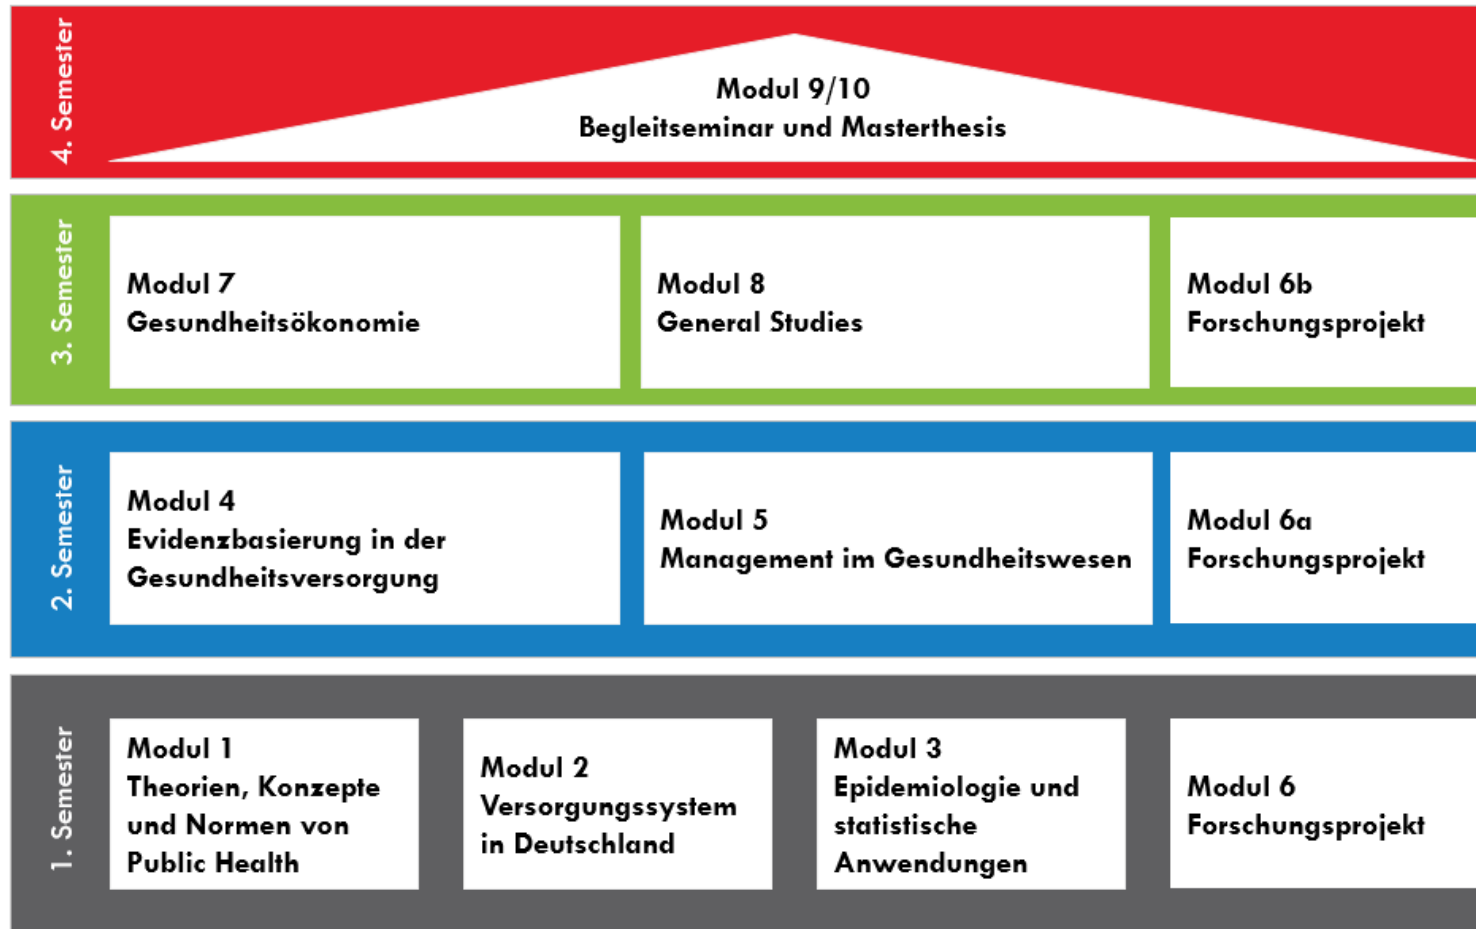 4. Semester
Modul 9/10
Begleitseminar und Masterthesis
3. Semester
Modul 7
Gesundheitsökonomie
Modul 8
General Studies
Modul 6b
Forschungsprojekt
2. Semester
Modul 4
Evidenzbasierung in der
Gesundheitsversorgung
Modul 5
Management im Gesundheitswesen
Modul 6a
Forschungsprojekt
1. Semester
Modul 1
Theorien, Konzepte
und Normen von
Public Health
Modul 2
Versorgungssystem
in Deutschland
Modul 3
Epidemiologie und
statistische
Anwendungen
Modul 6
Forschungsprojekt